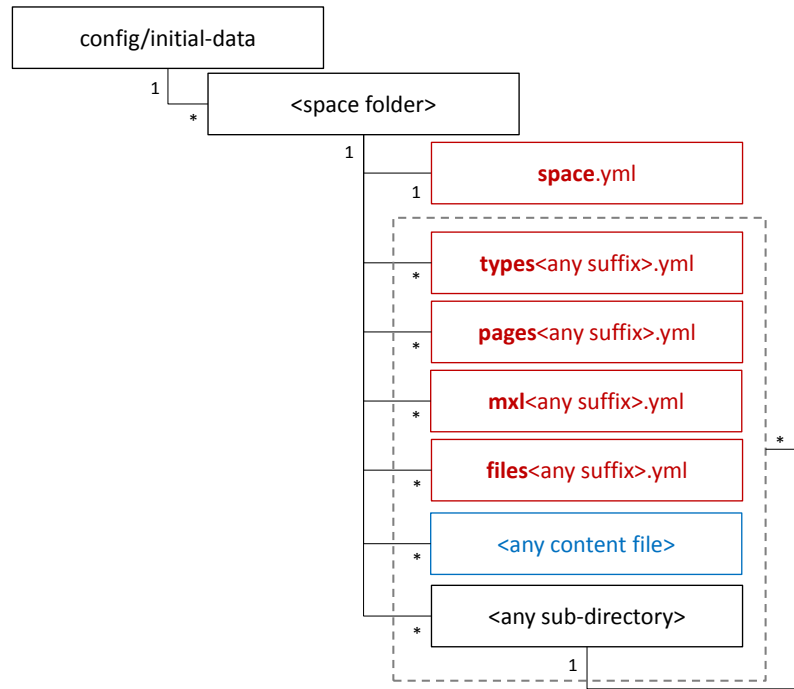 config/initial-data
1
*
<space folder>
1
space.yml
1
types<any suffix>.yml
*
pages<any suffix>.yml
*
mxl<any suffix>.yml
*
*
files<any suffix>.yml
*
<any content file>
*
<any sub-directory>
*
1